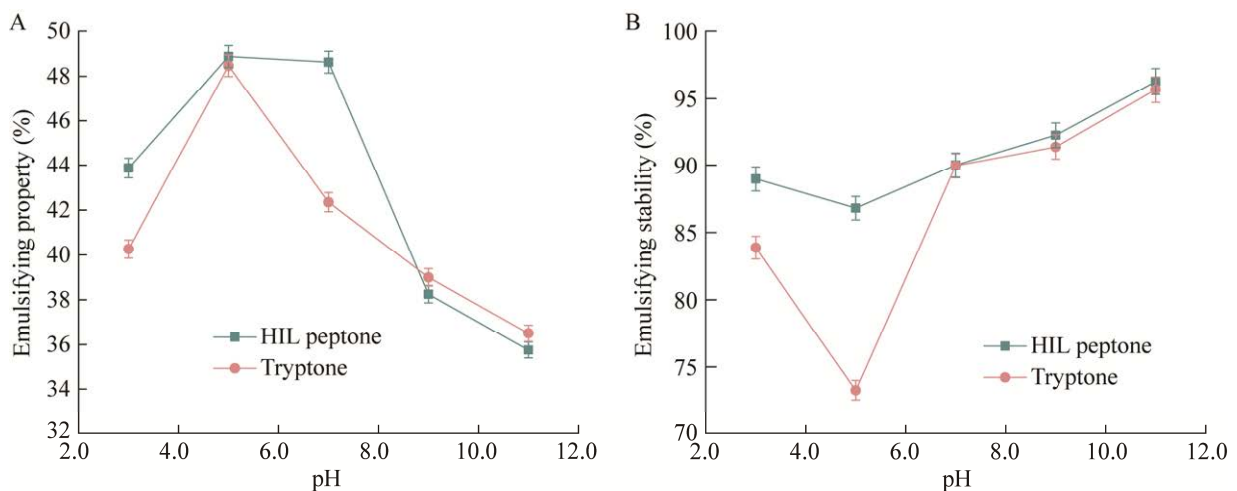 A
Emulsifying property (%)
50
48
46
44
42
40
38
36
34
32
2.0 4.0 6.0 8.0 10.0 12.0
pH
HIL peptone
Tryptone
B
Emulsifying stability (%)
100
95
90
85
80
75
70
2.0 4.0 6.0 8.0 10.0 12.0
pH
HIL peptone
Tryptone